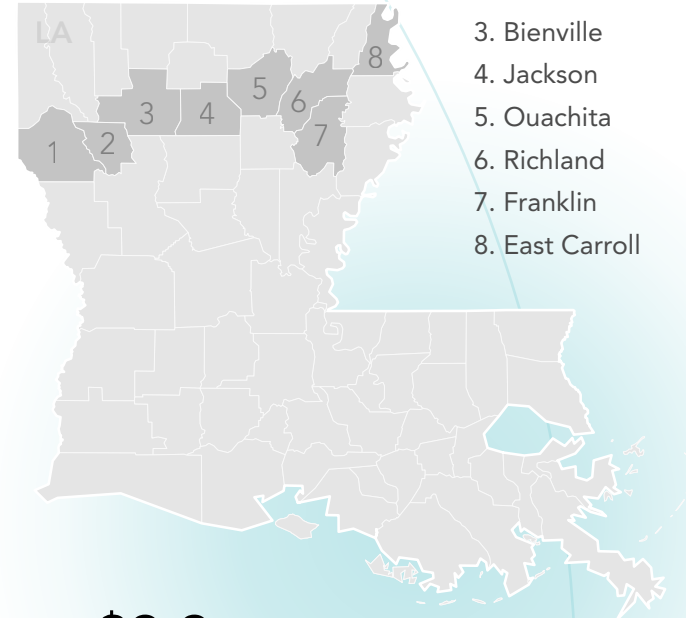 LA
8
5
6
3
4
7
2
1
3. Bienville
4. Jackson
5. Ouachita
6. Richland
7. Franklin
8. East Carroll